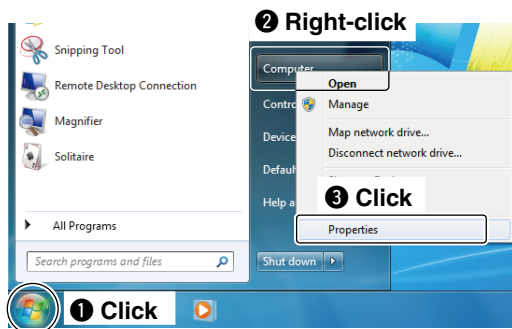 ❷ Right-click
Snipping Tool
Computer
Remote Desktop Connection
Open
Contro
Manage
Magnifier
Device
Map network drive...
Disconnect network drive...
Solitaire
Defaul
❸ Click
Help a
All Programs
Properties
Search programs and files
Shut down
❶ Click